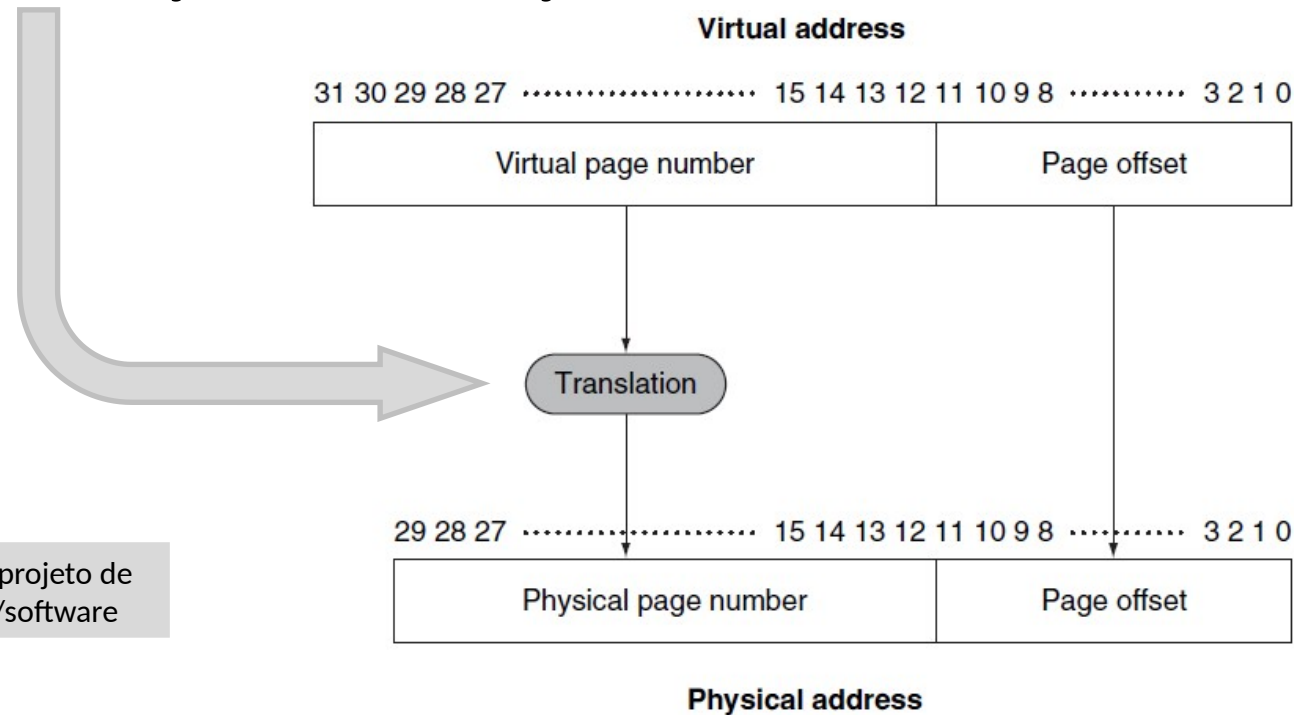 Virtual address
31 30 29 28 27 ······················ 15 14 13 12 11 10 9 8 ··········· 3 2 1 0
Virtual page number Page offset
Translation
29 28 27 ······················ 15 14 13 12 11 10 9 8 ··········· 3 2 1 0
projeto de
/software
Physical page number Page offset
Physical address